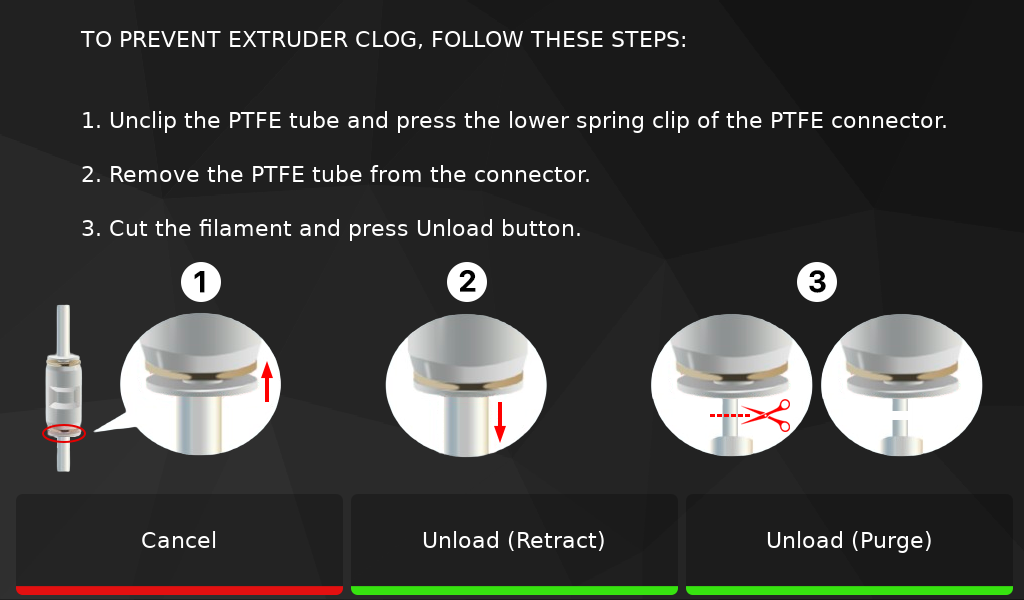 TO PREVENT EXTRUDER CLOG, FOLLOW THESE STEPS:
1. Unclip the PTFE tube and press the lower spring clip of the PTFE connector.
2. Remove the PTFE tube from the connector.
3. Cut the filament and press Unload button.
1
2
3
Cancel
Unload (Retract)
Unload (Purge)